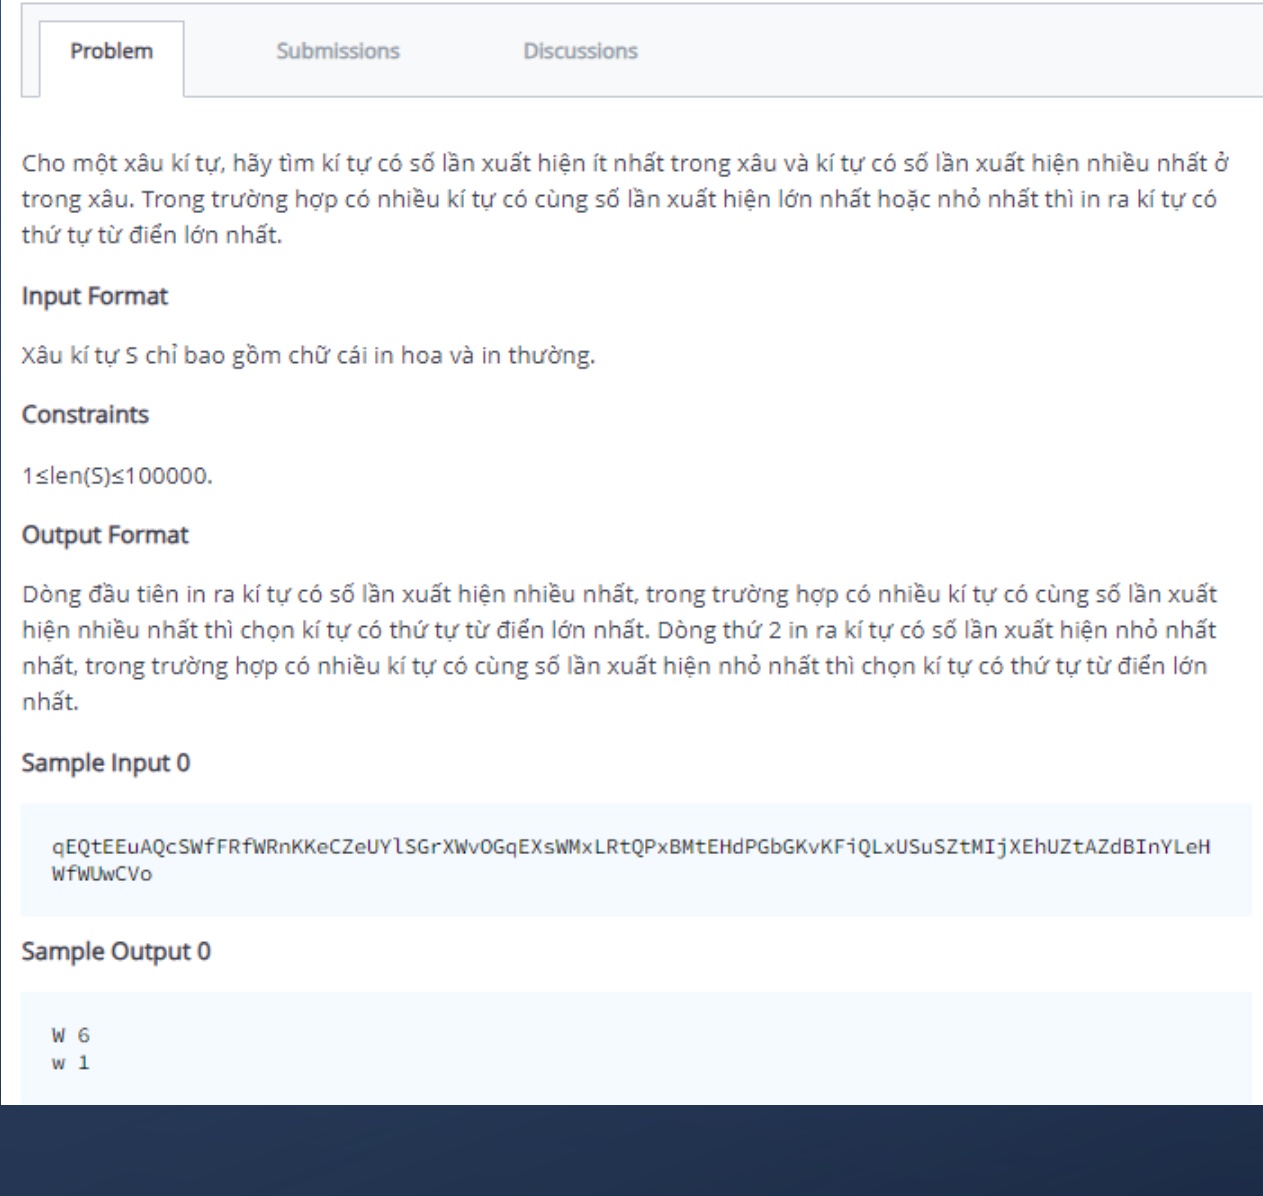 Problem Submissions Discussions
Cho một xâu kí tự, hãy tìm kí tự có số lần xuất hiện ít nhất trong xâu và kí tự có số lần xuất hiện nhiều nhất ở
trong xâu. Trong trường hợp có nhiều kí tự có cùng số lần xuất hiện lớn nhất hoặc nhỏ nhất thì in ra kí tự có
thứ tự từ điển lớn nhất.
Input Format
Xâu kí tự S chỉ bao gồm chữ cái in hoa và in thường.
Constraints
1≤len(S)≤100000.
Output Format
Dòng đầu tiên in ra kí tự có số lần xuất hiện nhiều nhất, trong trường hợp có nhiều kí tự có cùng số lần xuất
hiện nhiều nhất thì chọn kí tự có thứ tự từ điển lớn nhất. Dòng thứ 2 in ra kí tự có số lần xuất hiện nhỏ nhất
nhất, trong trường hợp có nhiều kí tự có cùng số lần xuất hiện nhỏ nhất thì chọn kí tự có thứ tự từ điển lớn
nhất.
Sample Input 0
qEQtEEuAQcSWfFRfWRnKKeCZeUYlSGrXWvOGqEXsWMxLRtQPxBMtEHdPGbGKvKFiQLxUSuSZtMIjXEhUZtAZdBInYLeH
WfWUwCVo
Sample Output 0
W 6
w 1